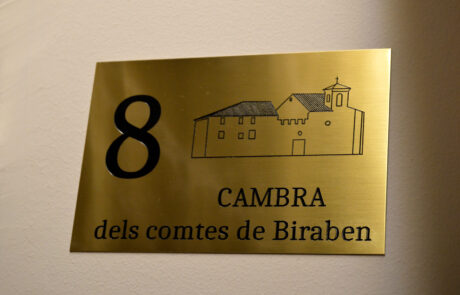 8
CAMBRA
dels comtes de Biraben